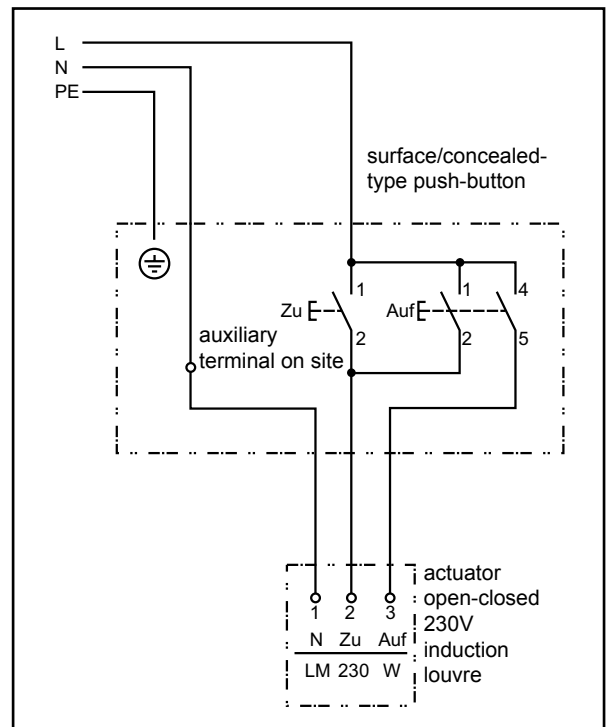 L
N
PE
surface/concealed-
type push-button
1
1
4
Zu
Auf
2
2
5
auxiliary
terminal on site
actuator
open-closed
230V
induction
louvre
1 2 3
N Zu Auf
LM 230 W